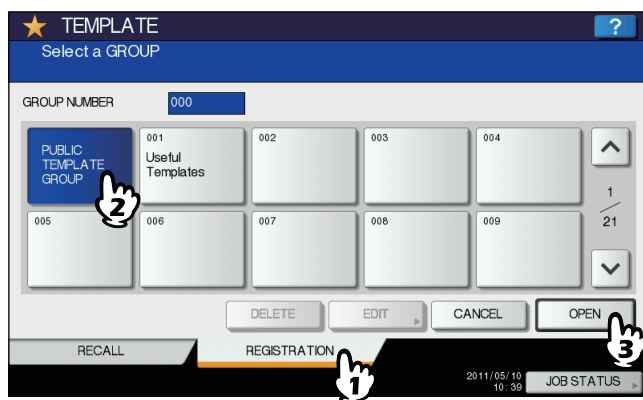 TEMPLATE
?
Select a GROUP
GROUP NUMBER
000
PUBLIC
TEMPLATE
GROUP
001
Useful
Templates
002
003
004
1
21
005
006
007
008
009
2
DELETE
EDIT
CANCEL
OPEN
3
RECALL
REGISTRATION
1
2011/05/10
10:39
JOB STATUS